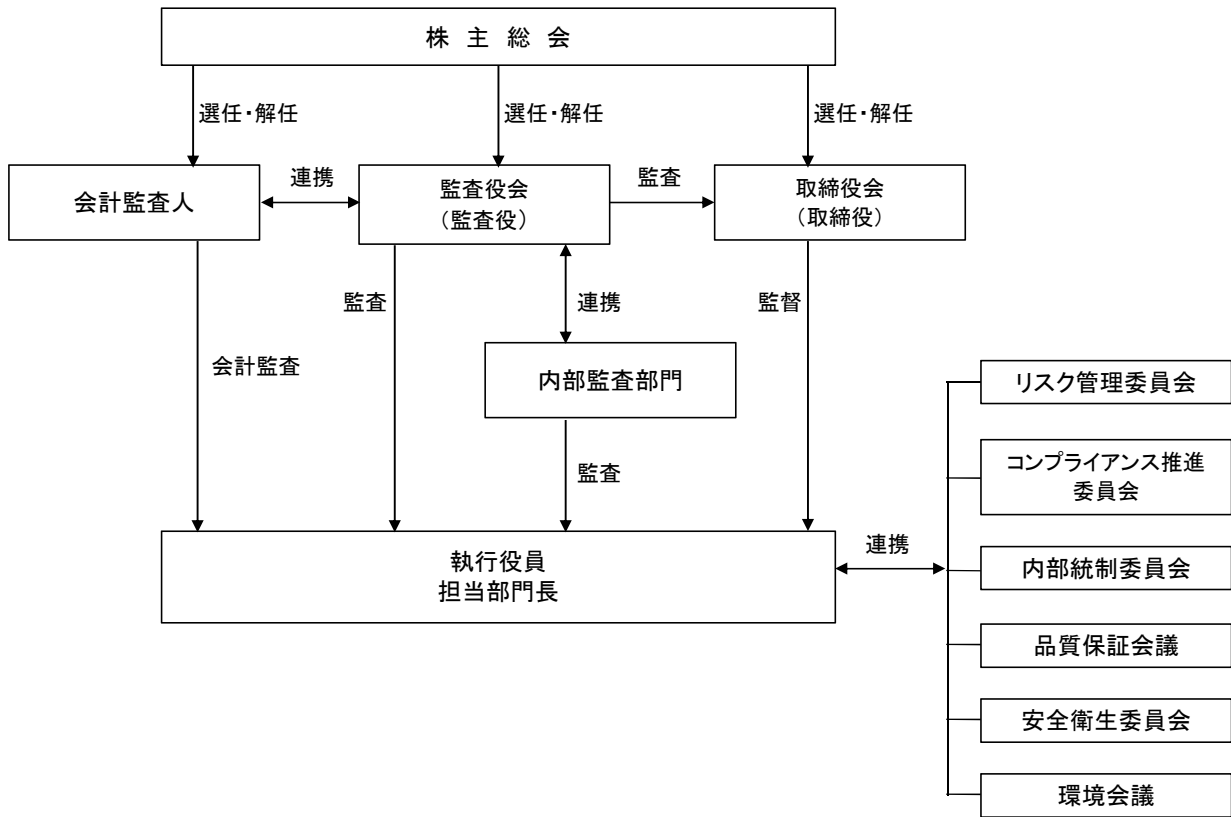 株 主 総 会
選任・解任
選任・解任
選任・解任
会計監査人
連携
監査役会
（監査役）
監査
取締役会
（取締役）
監査
連携
監督
会計監査
内部監査部門
監査
執行役員
担当部門長
連携
リスク管理委員会
コンプライアンス推進
委員会
内部統制委員会
品質保証会議
安全衛生委員会
環境会議